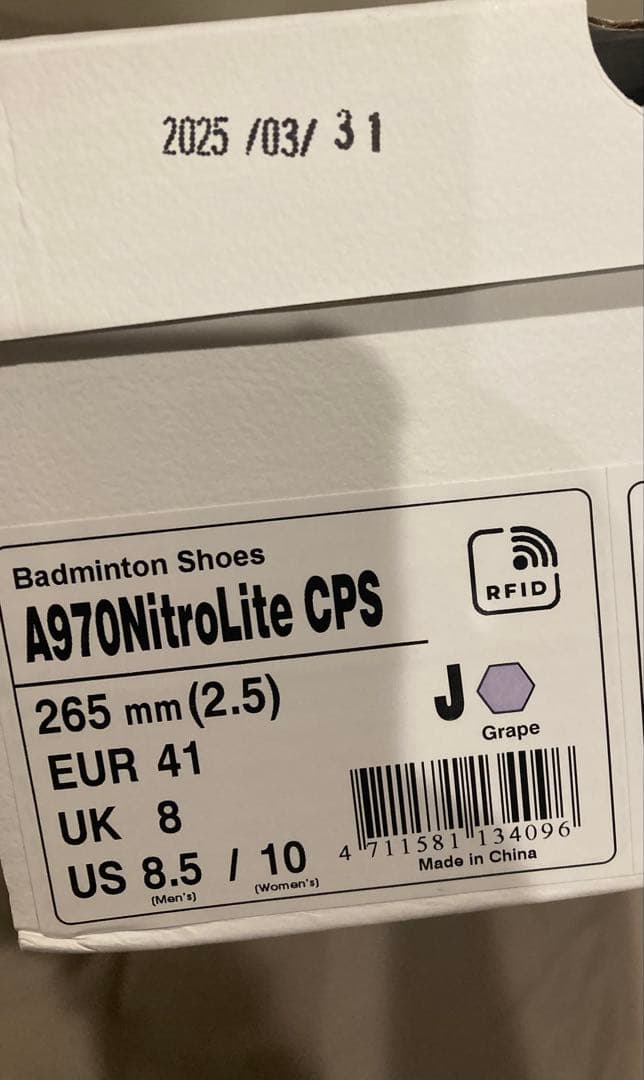 2025 /03/ 31
Badminton Shoes
RFID
A970NitroLite CPS
265 mm (2.5)
J
Grape
EUR 41
UK 8
US 8.5 / 10
(Men's) (Women's)
4 711581 134096
Made in China